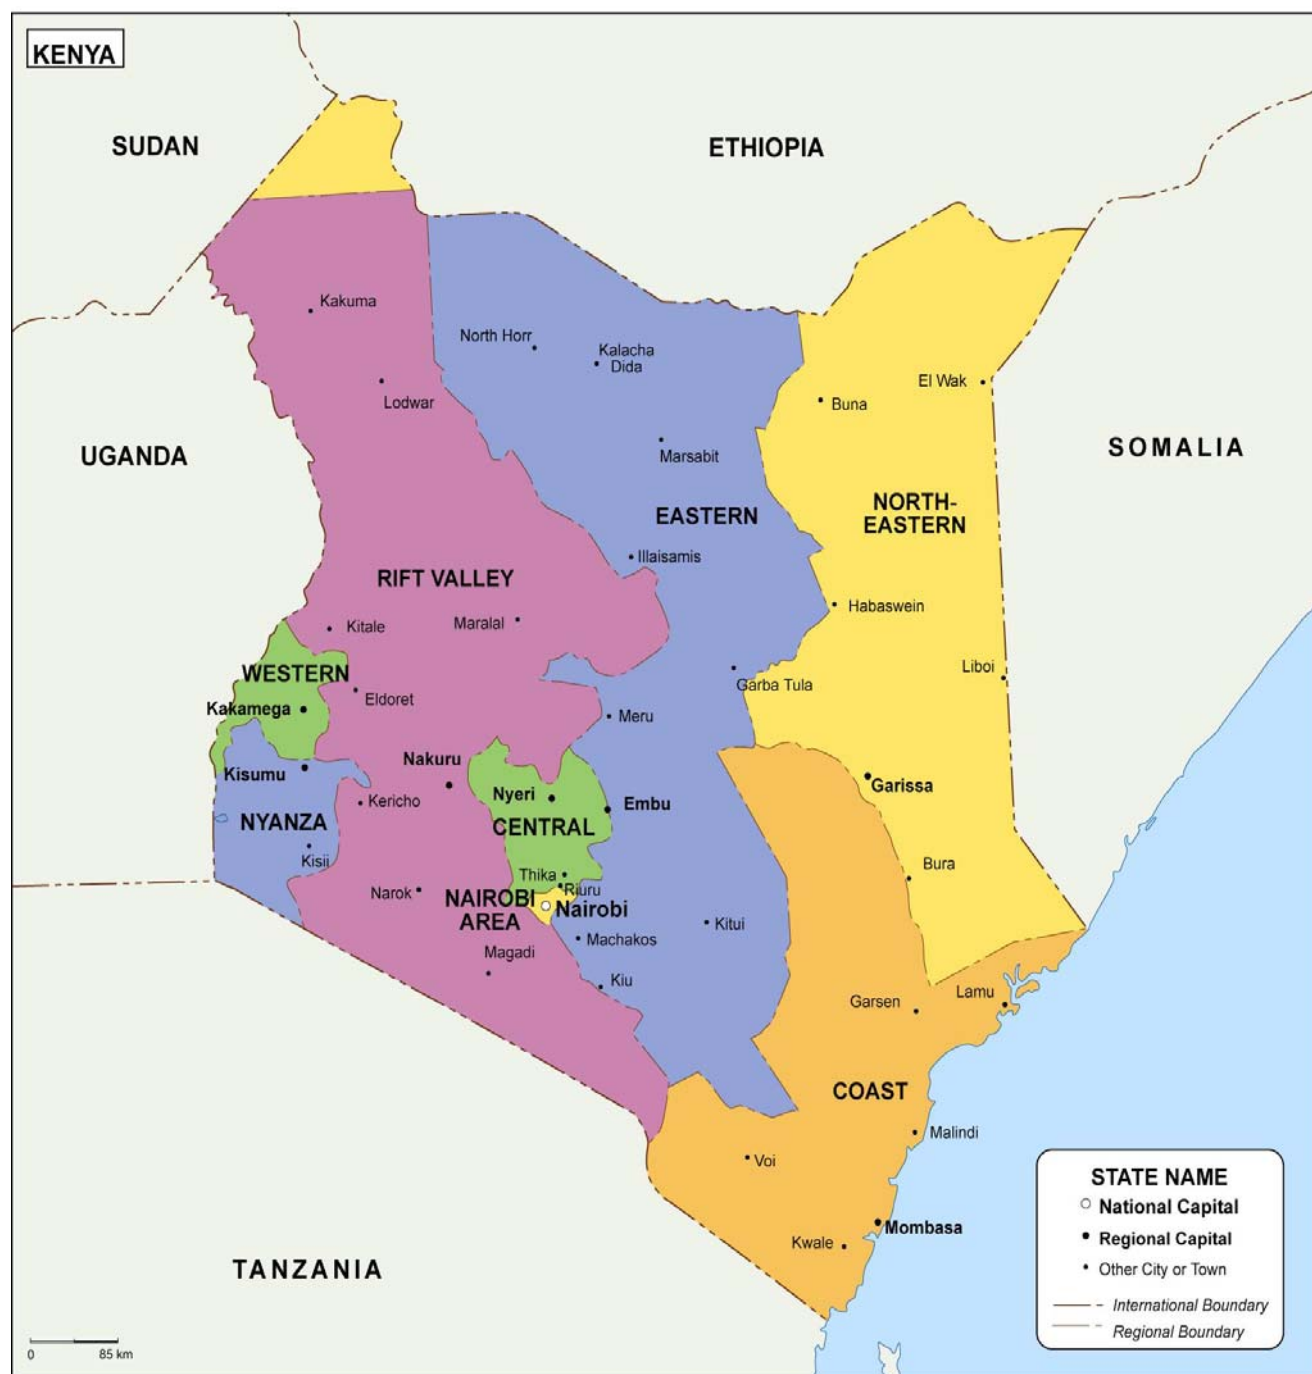 KENYA
SUDAN
ETHIOPIA
Kakuma
North Horr
Kalacha
Dida
El Wak
Lodwar
Buna
UGANDA
Marsabit
SOMALIA
NORTH-
EASTERN
EASTERN
Illaisamis
RIFT VALLEY
Habaswein
Kitale
Maralal
WESTERN
Liboi
Garba Tula
Eldoret
Kakamega
Meru
Nakuru
Kisumu
Garissa
Nyeri
Kericho
Embu
NYANZA
CENTRAL
Kisii
Bura
Thika
Riuru
Narok
NAIROBI
AREA
Nairobi
Kitui
Machakos
Magadi
Kiu
Lamu
Garsen
COAST
Malindi
Voi
Mombasa
Kwale
TANZANIA
STATE NAME
National Capital
Regional Capital
Other City or Town
International Boundary
Regional Boundary
0 85 km